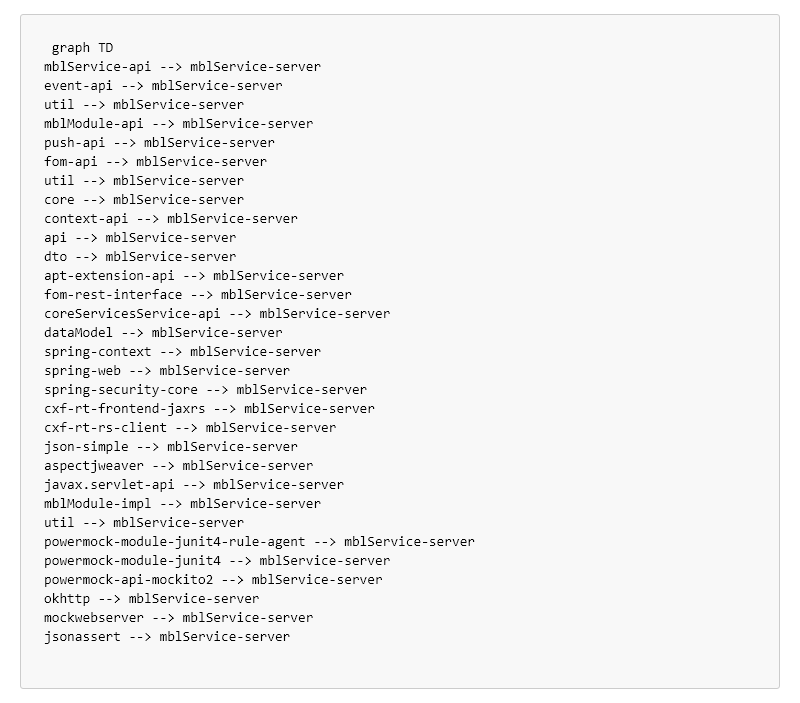 graph TD
mblService-api --> mblService-server
event-api --> mblService-server
util --> mblService-server
mblModule-api --> mblService-server
push-api --> mblService-server
fom-api --> mblService-server
util --> mblService-server
core --> mblService-server
context-api --> mblService-server
api --> mblService-server
dto --> mblService-server
apt-extension-api --> mblService-server
fom-rest-interface --> mblService-server
coreServicesService-api --> mblService-server
dataModel --> mblService-server
spring-context --> mblService-server
spring-web --> mblService-server
spring-security-core --> mblService-server
cxf-rt-frontend-jaxrs --> mblService-server
cxf-rt-rs-client --> mblService-server
json-simple --> mblService-server
aspectjweaver --> mblService-server
javax.servlet-api --> mblService-server
mblModule-impl --> mblService-server
util --> mblService-server
powermock-module-junit4-rule-agent --> mblService-server
powermock-module-junit4 --> mblService-server
powermock-api-mockito2 --> mblService-server
okhttp --> mblService-server
mockwebserver --> mblService-server
jsonassert --> mblService-server